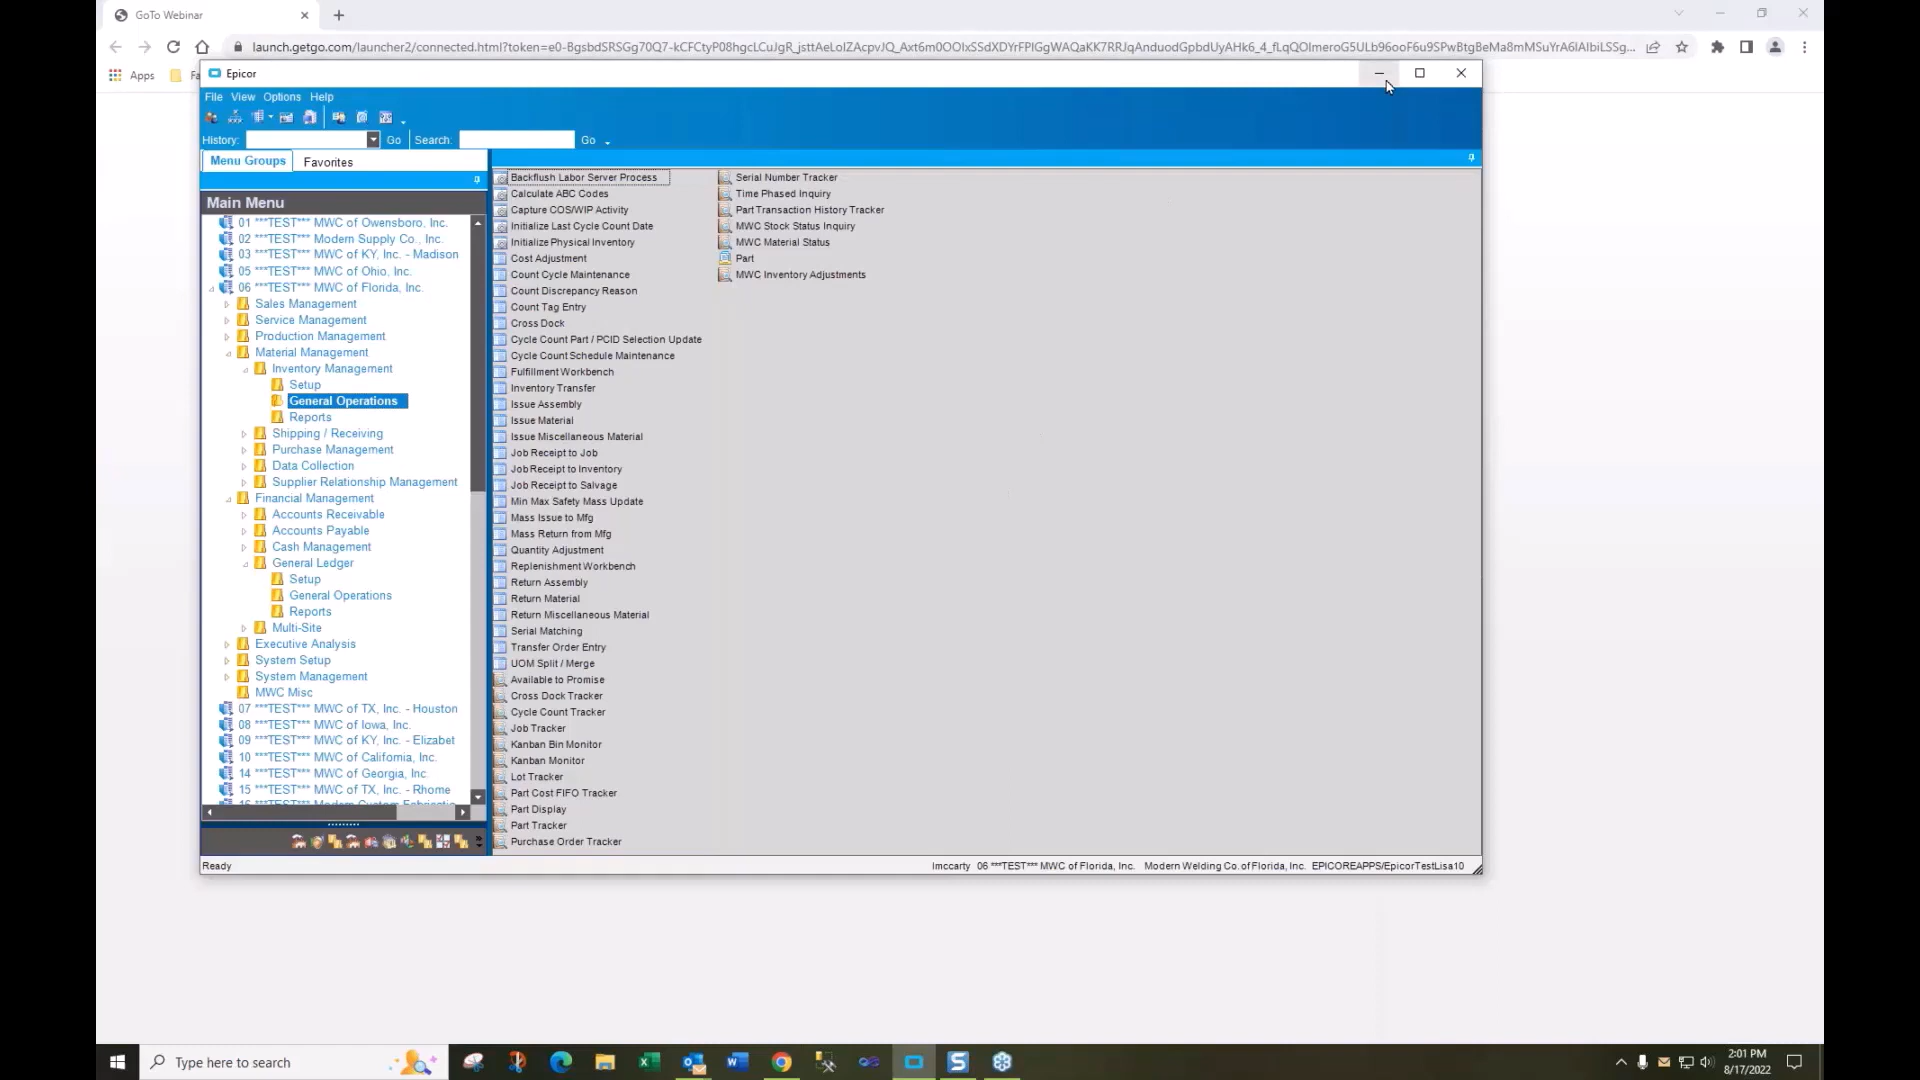 GoTo Webinar
Apps
Epicor
File View Options Help
History: Go Search: Go
Menu Groups Favorites
Main Menu
01 ***TEST*** MWC of Owensboro, Inc.
02 ***TEST*** Modern Supply Co., Inc.
03 ***TEST*** MWC of KY, Inc. - Madison
05 ***TEST*** MWC of Ohio, Inc.
06 ***TEST*** MWC of Florida, Inc.
Sales Management
Service Management
Production Management
Material Management
Inventory Management
Setup
General Operations
Reports
Shipping / Receiving
Purchase Management
Data Collection
Supplier Relationship Management
Financial Management
Accounts Receivable
Accounts Payable
Cash Management
General Ledger
Setup
General Operations
Reports
Multi-Site
Executive Analysis
System Setup
System Management
MWC Misc
07 ***TEST*** MWC of TX, Inc. - Houston
08 ***TEST*** MWC of Iowa, Inc.
09 ***TEST*** MWC of KY, Inc. - Elizabet
10 ***TEST*** MWC of California, Inc.
14 ***TEST*** MWC of Georgia, Inc.
15 ***TEST*** MWC of TX, Inc. - Rhome
Backflush Labor Server Process
Calculate ABC Codes
Capture COS/WIP Activity
Initialize Last Cycle Count Date
Initialize Physical Inventory
Cost Adjustment
Count Cycle Maintenance
Count Discrepancy Reason
Count Tag Entry
Cross Dock
Cycle Count Part / PCID Selection Update
Cycle Count Schedule Maintenance
Fulfillment Workbench
Inventory Transfer
Issue Assembly
Issue Material
Issue Miscellaneous Material
Job Receipt to Job
Job Receipt to Inventory
Job Receipt to Salvage
Min Max Safety Mass Update
Mass Issue to Mfg
Mass Return from Mfg
Quantity Adjustment
Replenishment Workbench
Return Assembly
Return Material
Return Miscellaneous Material
Serial Matching
Transfer Order Entry
UOM Split / Merge
Available to Promise
Cross Dock Tracker
Cycle Count Tracker
Job Tracker
Kanban Bin Monitor
Kanban Monitor
Lot Tracker
Part Cost FIFO Tracker
Part Display
Part Tracker
Purchase Order Tracker
Serial Number Tracker
Time Phased Inquiry
Part Transaction History Tracker
MWC Stock Status Inquiry
MWC Material Status
Part
MWC Inventory Adjustments
Ready lmccarty 06 ***TEST*** MWC of Florida, Inc. Modern Welding Co. of Florida, Inc. EPICOREAPPS/EpicorTestLisa10
Type here to search
2:01 PM
8/17/2022